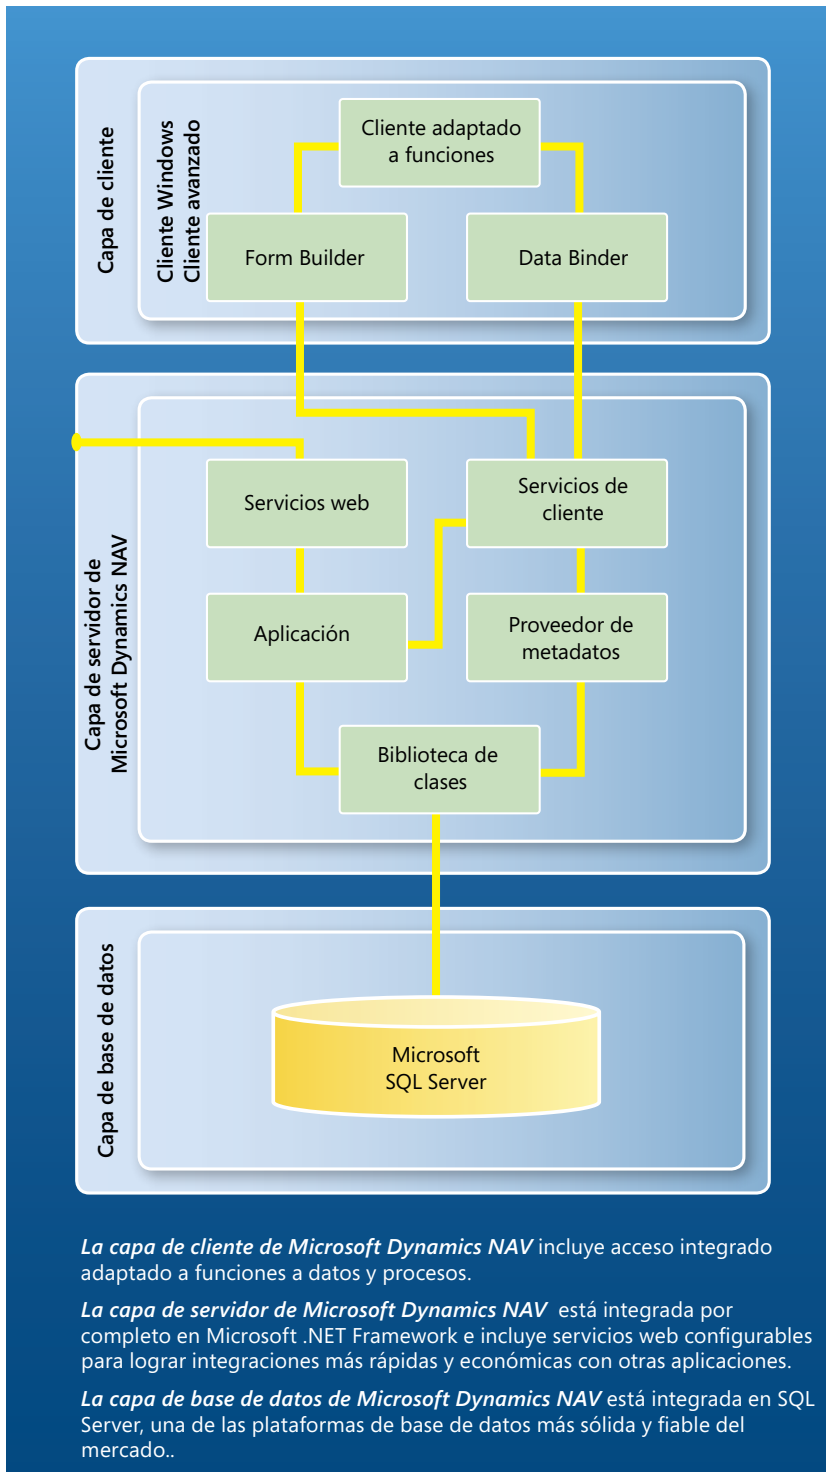 Capa de cliente
Cliente Windows
Cliente avanzado
Cliente adaptado
a funciones
Form Builder
Data Binder
Capa de servidor de
Microsoft Dynamics NAV
Servicios web
Servicios de
cliente
Aplicación
Proveedor de
metadatos
Biblioteca de
clases
Capa de base de datos
Microsoft
SQL Server
La capa de cliente de Microsoft Dynamics NAV incluye acceso integrado
adaptado a funciones a datos y procesos.
La capa de servidor de Microsoft Dynamics NAV está integrada por
completo en Microsoft .NET Framework e incluye servicios web configurables
para lograr integraciones más rápidas y económicas con otras aplicaciones.
La capa de base de datos de Microsoft Dynamics NAV está integrada en SQL
Server, una de las plataformas de base de datos más sólida y fiable del
mercado..